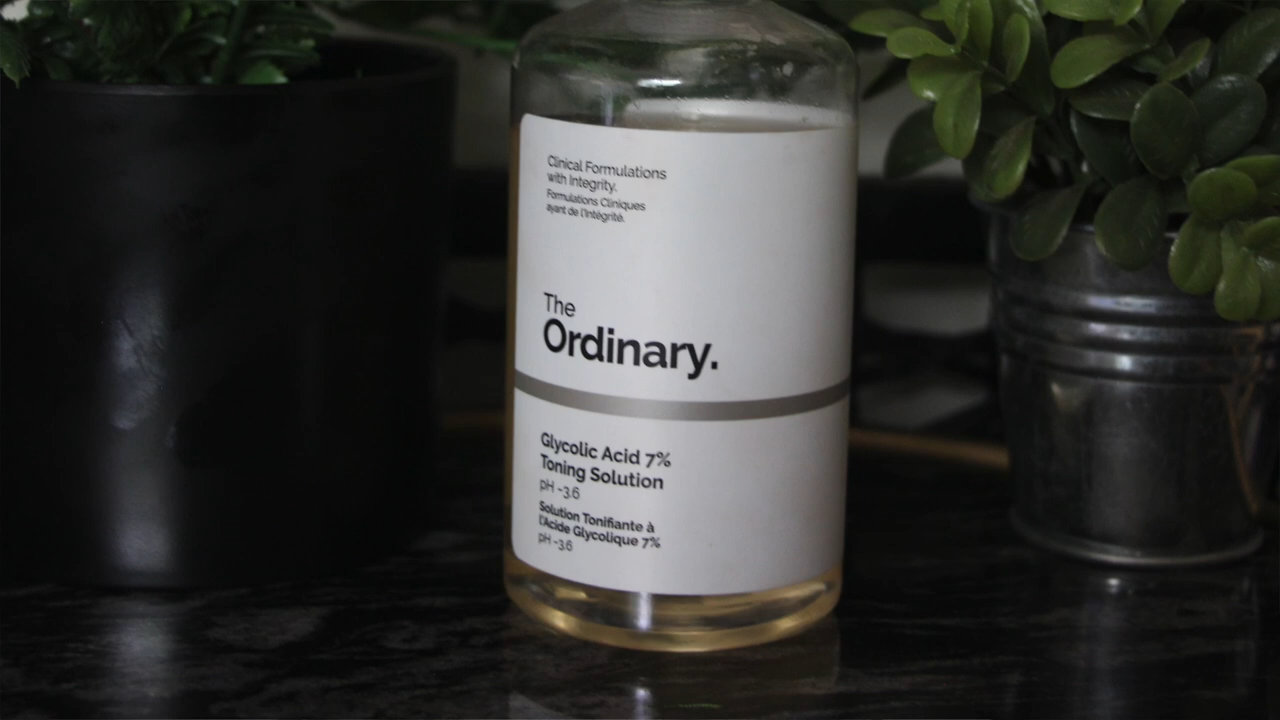 Clinical Formulations
with Integrity.
Formulations Cliniques
ayant de l'Intégrité.
The
Ordinary.
Glycolic Acid 7%
Toning Solution
pH ~3.6
Solution Tonifiante à
l'Acide Glycolique 7%
pH ~3.6